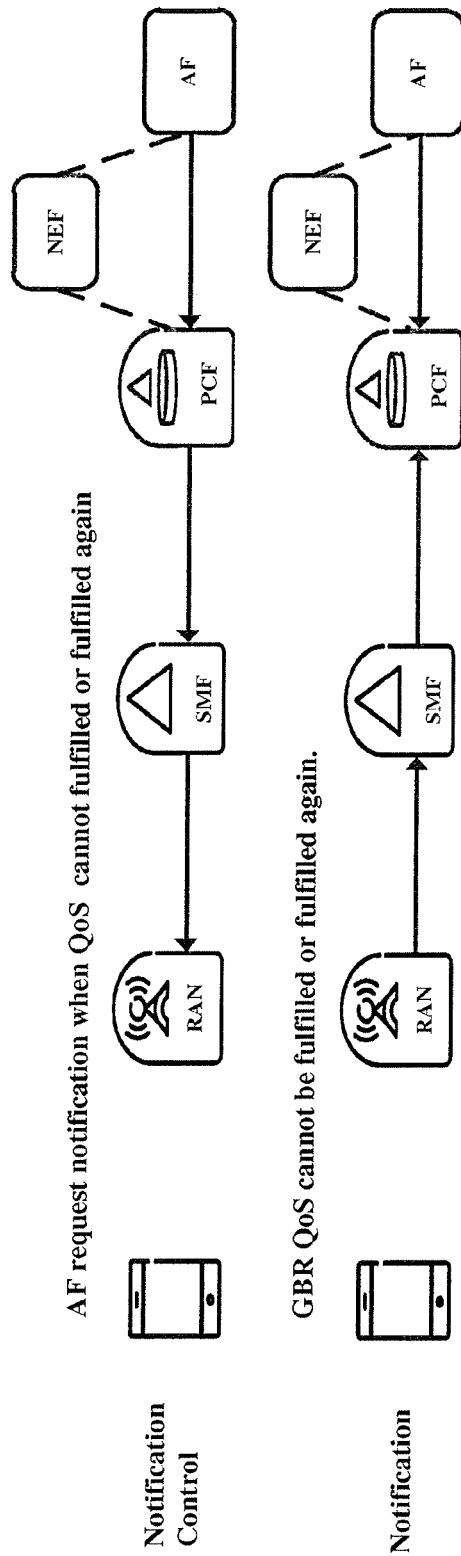 AF request notification when QoS cannot fulfilled or fulfilled again
Notification
Control
RAN
SMF
PCF
NEF
AF
GBR QoS cannot be fulfilled or fulfilled again.
Notification
RAN
SMF
PCF
NEF
AF